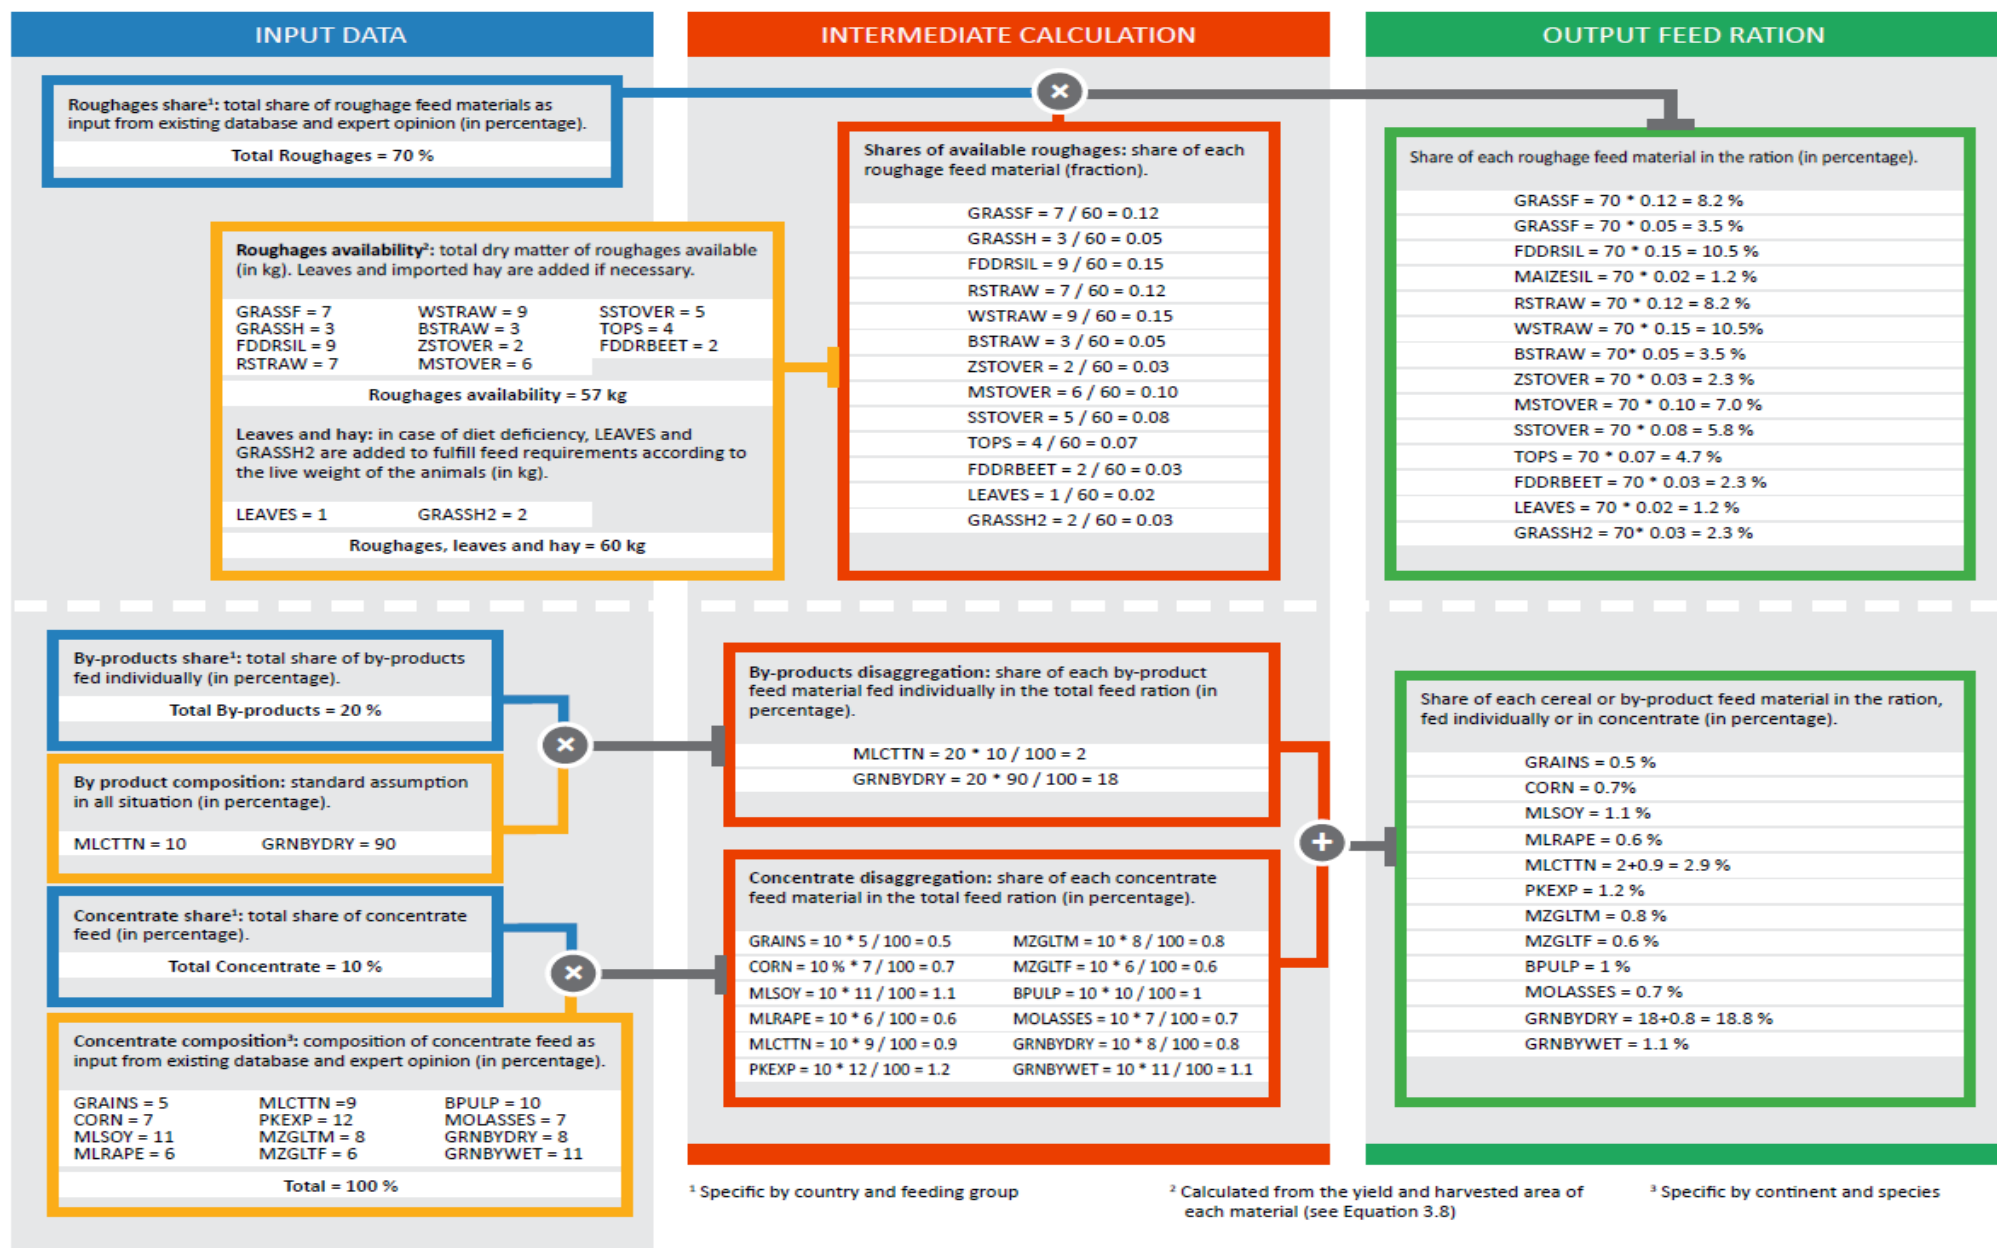 INPUT DATA
INTERMEDIATE CALCULATION
OUTPUT FEED RATION
Roughages share¹: total share of roughage feed materials as
input from existing database and expert opinion (in percentage).
Total Roughages = 70 %
×
Roughages availability²: total dry matter of roughages available
(in kg). Leaves and imported hay are added if necessary.
GRASSF = 7 WSTRAW = 9 SSTOVER = 5
GRASSH = 3 BSTRAW = 3 TOPS = 4
FDDRSIL = 9 ZSTOVER = 2 FDDRBEET = 2
RSTRAW = 7 MSTOVER = 6
Roughages availability = 57 kg
Leaves and hay: in case of diet deficiency, LEAVES and
GRASSH2 are added to fulfill feed requirements according to
the live weight of the animals (in kg).
LEAVES = 1 GRASSH2 = 2
Roughages, leaves and hay = 60 kg
Shares of available roughages: share of each
roughage feed material (fraction).
GRASSF = 7 / 60 = 0.12
GRASSH = 3 / 60 = 0.05
FDDRSIL = 9 / 60 = 0.15
RSTRAW = 7 / 60 = 0.12
WSTRAW = 9 / 60 = 0.15
BSTRAW = 3 / 60 = 0.05
ZSTOVER = 2 / 60 = 0.03
MSTOVER = 6 / 60 = 0.10
SSTOVER = 5 / 60 = 0.08
TOPS = 4 / 60 = 0.07
FDDRBEET = 2 / 60 = 0.03
LEAVES = 1 / 60 = 0.02
GRASSH2 = 2 / 60 = 0.03
Share of each roughage feed material in the ration (in percentage).
GRASSF = 70 * 0.12 = 8.2 %
GRASSF = 70 * 0.05 = 3.5 %
FDDRSIL = 70 * 0.15 = 10.5 %
MAIZESIL = 70 * 0.02 = 1.2 %
RSTRAW = 70 * 0.12 = 8.2 %
WSTRAW = 70 * 0.15 = 10.5%
BSTRAW = 70* 0.05 = 3.5 %
ZSTOVER = 70 * 0.03 = 2.3 %
MSTOVER = 70 * 0.10 = 7.0 %
SSTOVER = 70 * 0.08 = 5.8 %
TOPS = 70 * 0.07 = 4.7 %
FDDRBEET = 70 * 0.03 = 2.3 %
LEAVES = 70 * 0.02 = 1.2 %
GRASSH2 = 70* 0.03 = 2.3 %
By-products share¹: total share of by-products
fed individually (in percentage).
Total By-products = 20 %
×
By product composition: standard assumption
in all situation (in percentage).
MLCTTN = 10 GRNBYDRY = 90
Concentrate share¹: total share of concentrate
feed (in percentage).
Total Concentrate = 10 %
×
Concentrate composition³: composition of concentrate feed as
input from existing database and expert opinion (in percentage).
GRAINS = 5 MLCTTN =9 BPULP = 10
CORN = 7 PKEXP = 12 MOLASSES = 7
MLSOY = 11 MZGLTM = 8 GRNBYDRY = 8
MLRAPE = 6 MZGLTF = 6 GRNBYWET = 11
Total = 100 %
By-products disaggregation: share of each by-product
feed material fed individually in the total feed ration (in
percentage).
MLCTTN = 20 * 10 / 100 = 2
GRNBYDRY = 20 * 90 / 100 = 18
Concentrate disaggregation: share of each concentrate
feed material in the total feed ration (in percentage).
GRAINS = 10 * 5 / 100 = 0.5 MZGLTM = 10 * 8 / 100 = 0.8
CORN = 10 % * 7 / 100 = 0.7 MZGLTF = 10 * 6 / 100 = 0.6
MLSOY = 10 * 11 / 100 = 1.1 BPULP = 10 * 10 / 100 = 1
MLRAPE = 10 * 6 / 100 = 0.6 MOLASSES = 10 * 7 / 100 = 0.7
MLCTTN = 10 * 9 / 100 = 0.9 GRNBYDRY = 10 * 8 / 100 = 0.8
PKEXP = 10 * 12 / 100 = 1.2 GRNBYWET = 10 * 11 / 100 = 1.1
+
Share of each cereal or by-product feed material in the ration,
fed individually or in concentrate (in percentage).
GRAINS = 0.5 %
CORN = 0.7%
MLSOY = 1.1 %
MLRAPE = 0.6 %
MLCTTN = 2+0.9 = 2.9 %
PKEXP = 1.2 %
MZGLTM = 0.8 %
MZGLTF = 0.6 %
BPULP = 1 %
MOLASSES = 0.7 %
GRNBYDRY = 18+0.8 = 18.8 %
GRNBYWET = 1.1 %
¹ Specific by country and feeding group
² Calculated from the yield and harvested area of
each material (see Equation 3.8)
³ Specific by continent and species